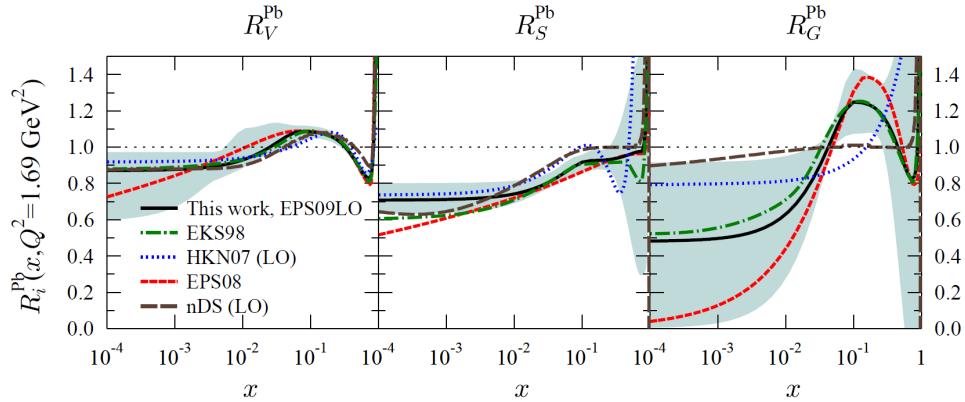 R_V^Pb R_S^Pb R_G^Pb
R_i^Pb(x,Q²=1.69 GeV²)
1.4 1.4
1.2 1.2
1.0 1.0
0.8 0.8
0.6 0.6
0.4 0.4
0.2 0.2
0.0 0.0
This work, EPS09LO
EKS98
HKN07 (LO)
EPS08
nDS (LO)
10⁻⁴ 10⁻³ 10⁻² 10⁻¹ 10⁻⁴ 10⁻³ 10⁻² 10⁻¹ 10⁻⁴ 10⁻³ 10⁻² 10⁻¹ 1
x x x